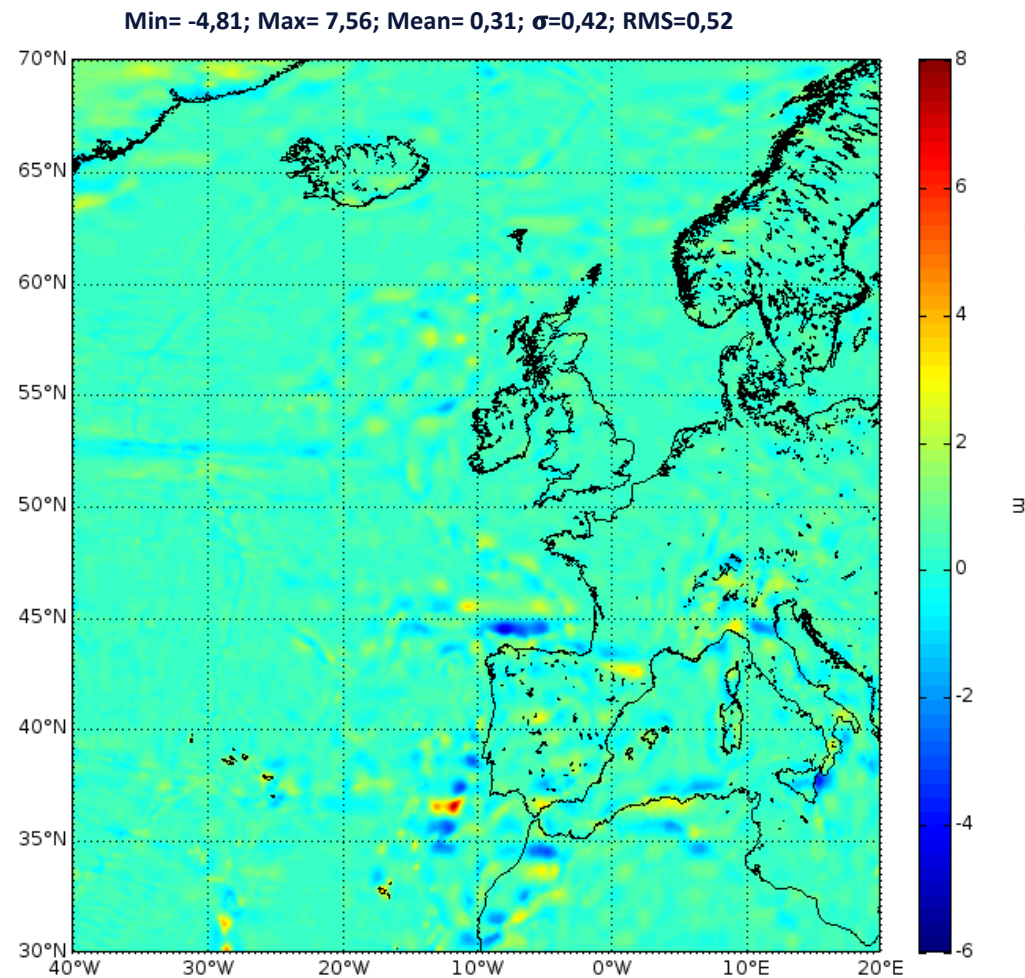 Min= -4,81; Max= 7,56; Mean= 0,31; σ=0,42; RMS=0,52
70°N
65°N
60°N
55°N
50°N
45°N
40°N
35°N
30°N
40°W
30°W
20°W
10°W
0°W
10°E
20°E
8
6
4
2
0
-2
-4
-6
m